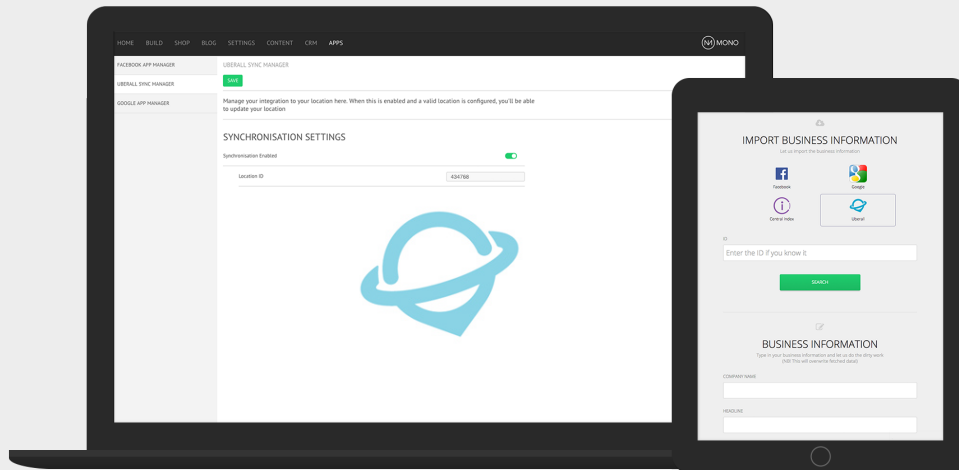 HOME BUILD SHOP BLOG SETTINGS CONTENT CRM APPS
MONO
FACEBOOK APP MANAGER
UBERALL SYNC MANAGER
GOOGLE APP MANAGER
UBERALL SYNC MANAGER
SAVE
Manage your integration to your location here. When this is enabled and a valid location is configured, you'll be able
to update your location
SYNCHRONISATION SETTINGS
Synchronisation Enabled
Location ID
434768
IMPORT BUSINESS INFORMATION
Let us import the business information
Facebook
Google
Central Index
Uberall
ID
Enter the ID if you know it
SEARCH
BUSINESS INFORMATION
Type in your business information and let us do the dirty work.
(NB! This will overwrite fetched data!)
COMPANY NAME
HEADLINE